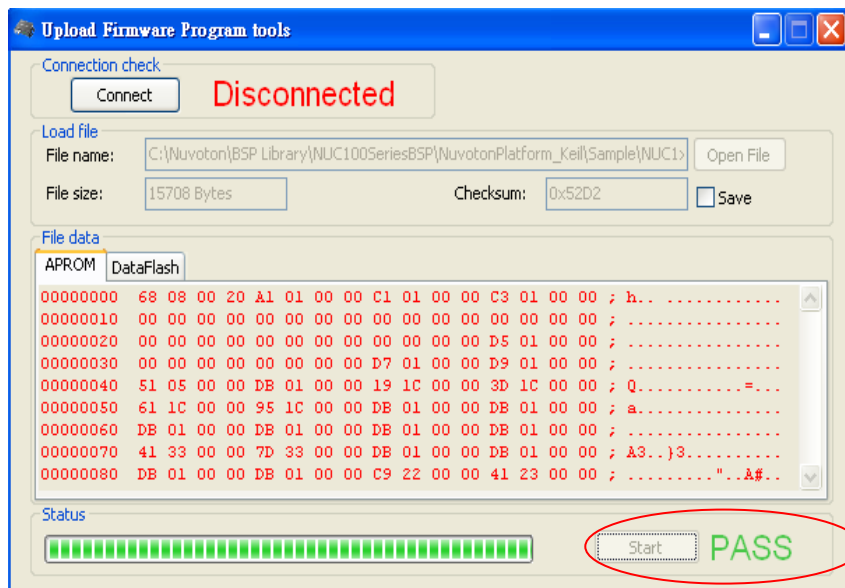 Upload Firmware Program tools
Connection check
Connect Disconnected
Load file
File name: C:\Nuvoton\BSP Library\NUC100SeriesBSP\NuvotonPlatform_Keil\Sample\NUC1 Open File
File size: 15708 Bytes Checksum: 0x52D2 Save
File data
APROM DataFlash
00000000 68 08 00 20 A1 01 00 00 C1 01 00 00 C3 01 00 00 ; h.. ............
00000010 00 00 00 00 00 00 00 00 00 00 00 00 00 00 00 00 ; ................
00000020 00 00 00 00 00 00 00 00 00 00 00 00 D5 01 00 00 ; ................
00000030 00 00 00 00 00 00 00 00 D7 01 00 00 D9 01 00 00 ; ................
00000040 51 05 00 00 DB 01 00 00 19 1C 00 00 3D 1C 00 00 ; Q...........=...
00000050 61 1C 00 00 95 1C 00 00 DB 01 00 00 DB 01 00 00 ; a...............
00000060 DB 01 00 00 DB 01 00 00 DB 01 00 00 DB 01 00 00 ; ................
00000070 41 33 00 00 7D 33 00 00 DB 01 00 00 DB 01 00 00 ; A3..}3..........
00000080 DB 01 00 00 DB 01 00 00 C9 22 00 00 41 23 00 00 ; ........."..A#..
Status
Start PASS